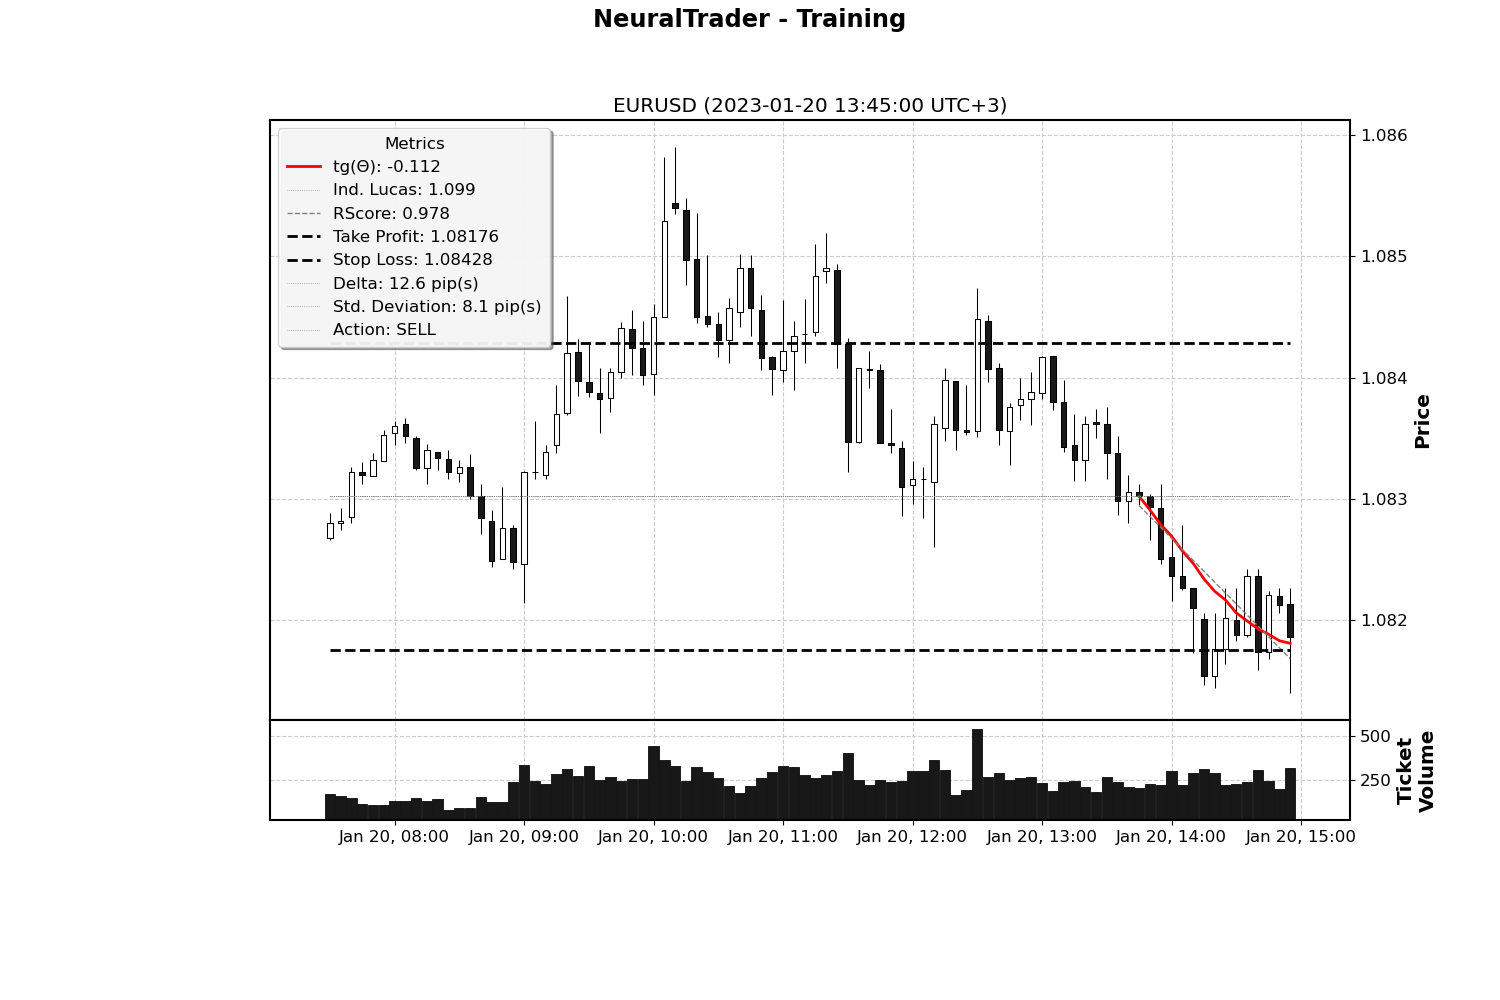 NeuralTrader - Training
EURUSD (2023-01-20 13:45:00 UTC+3)
Metrics
tg(Θ): -0.112
Ind. Lucas: 1.099
RScore: 0.978
Take Profit: 1.08176
Stop Loss: 1.08428
Delta: 12.6 pip(s)
Std. Deviation: 8.1 pip(s)
Action: SELL
1.086
1.085
1.084
1.083
1.082
Price
500
250
Ticket
Volume
Jan 20, 08:00
Jan 20, 09:00
Jan 20, 10:00
Jan 20, 11:00
Jan 20, 12:00
Jan 20, 13:00
Jan 20, 14:00
Jan 20, 15:00